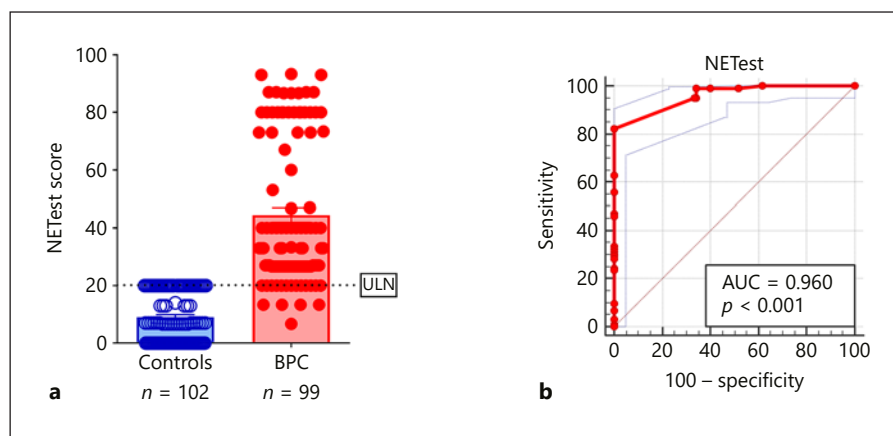 NETest score
100
80
60
40
20
0
ULN
Controls
BPC
n = 102
n = 99
a
NETest
Sensitivity
100
80
60
40
20
0
AUC = 0.960
p < 0.001
0
20
40
60
80
100
100 – specificity
b